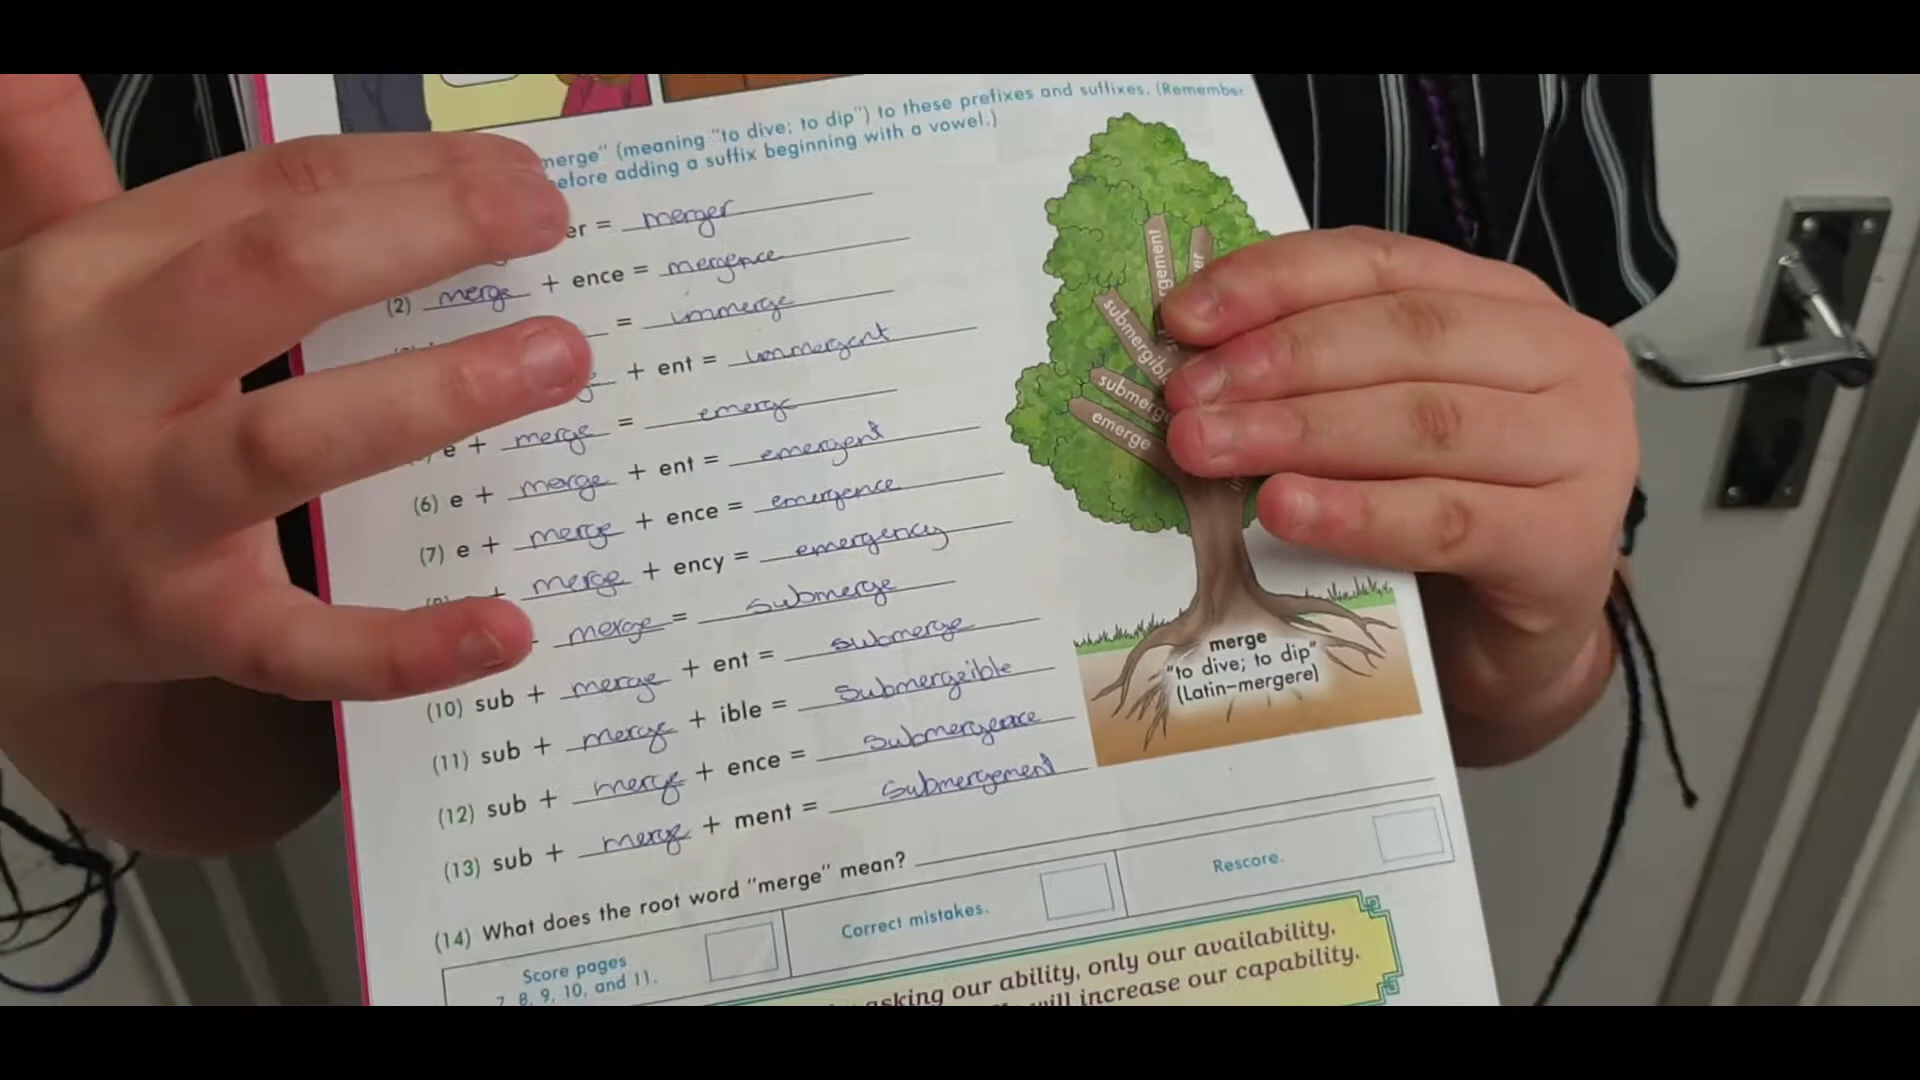 merge" (meaning "to dive; to dip") to these prefixes and suffixes. (Remember
before adding a suffix beginning with a vowel.)
er = merger
(2) merge + ence = mergence
= immerge
+ ent = immergent
e + merge = emerge
(6) e + merge + ent = emergent
(7) e + merge + ence = emergence
+ merge + ency = emergency
merge = submerge
(10) sub + merge + ent = submerge
(11) sub + merge + ible = submergeible
(12) sub + merge + ence = submergence
(13) sub + merge + ment = submergement
(14) What does the root word "merge" mean?
Score pages
7, 8, 9, 10, and 11.
Correct mistakes.
Rescore.
asking our ability, only our availability,
will increase our capability.
submergible
submerge
emerge
merge
"to dive; to dip"
(Latin-mergere)